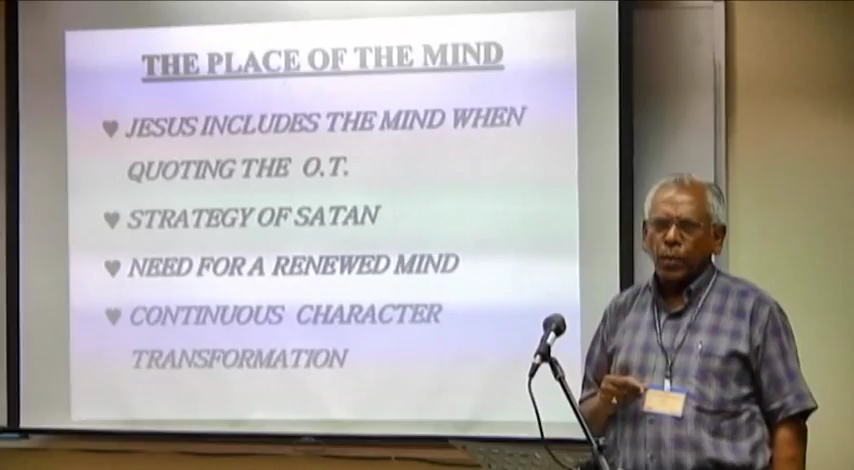 THE PLACE OF THE MIND
♥ JESUS INCLUDES THE MIND WHEN
QUOTING THE O.T.
♥ STRATEGY OF SATAN
♥ NEED FOR A RENEWED MIND
♥ CONTINUOUS CHARACTER
TRANSFORMATION